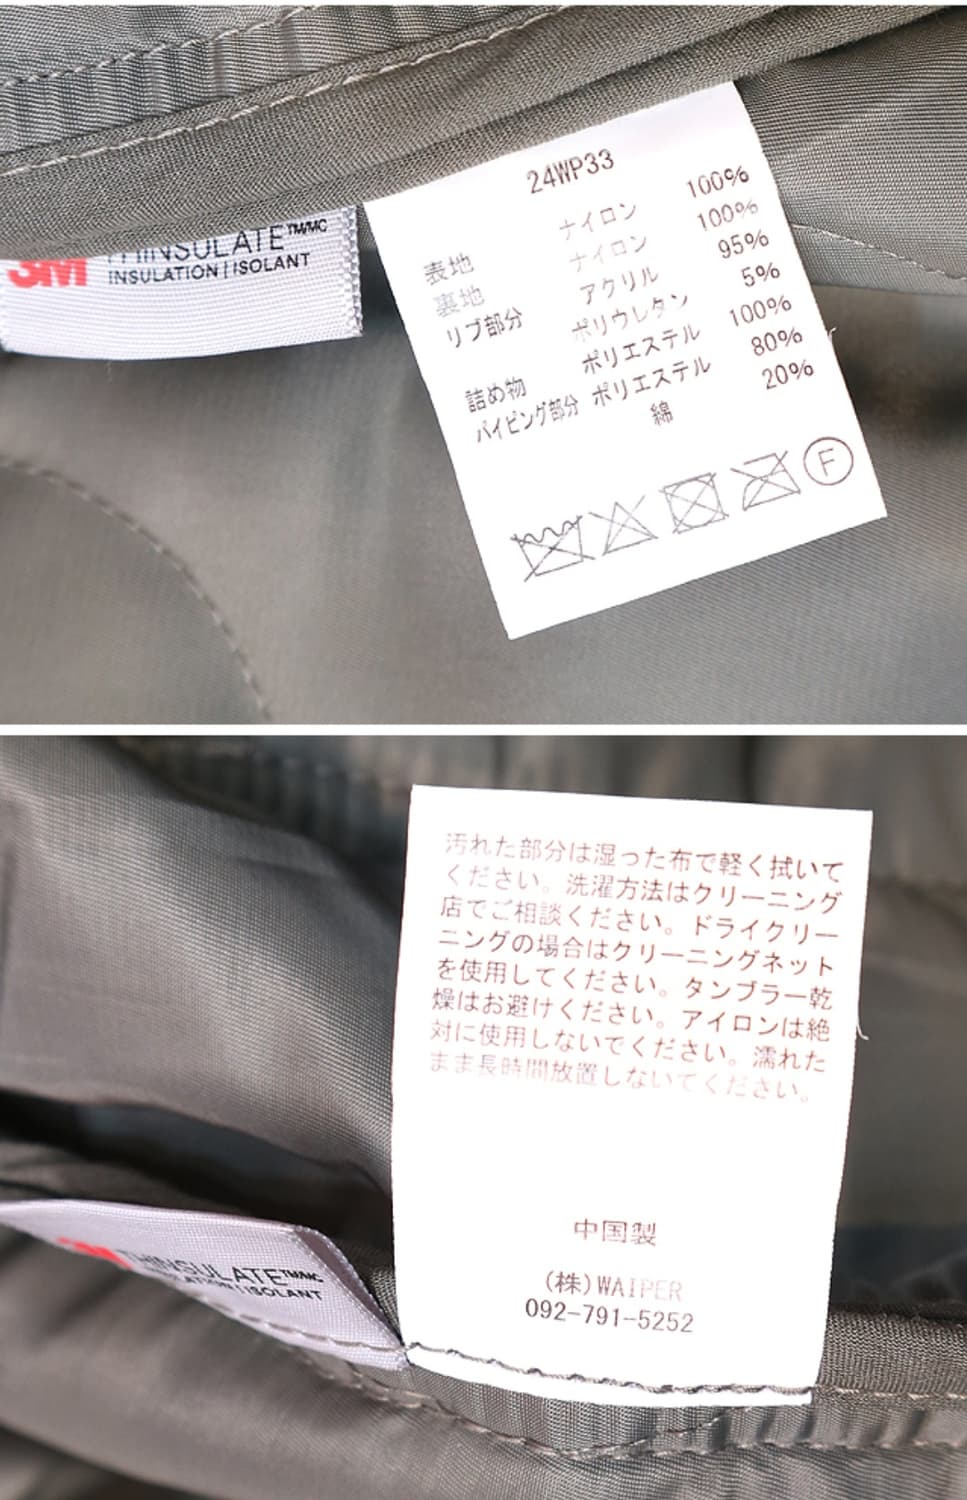 24WP33
表地 ナイロン 100%
裏地 ナイロン 100%
リブ部分 アクリル 95%
ポリウレタン 5%
詰め物 ポリエステル 100%
パイピング部分 ポリエステル 80%
綿 20%
F
3M THINSULATE™/MC
INSULATION | ISOLANT
汚れた部分は湿った布で軽く拭いて
ください。洗濯方法はクリーニング
店でご相談ください。ドライクリー
ニングの場合はクリーニングネット
を使用してください。タンブラー乾
燥はお避けください。アイロンは絶
対に使用しないでください。濡れた
まま長時間放置しないてください。
中国製
(株)WAIPER
092-791-5252
THINSULATE™/MC
ISOLANT